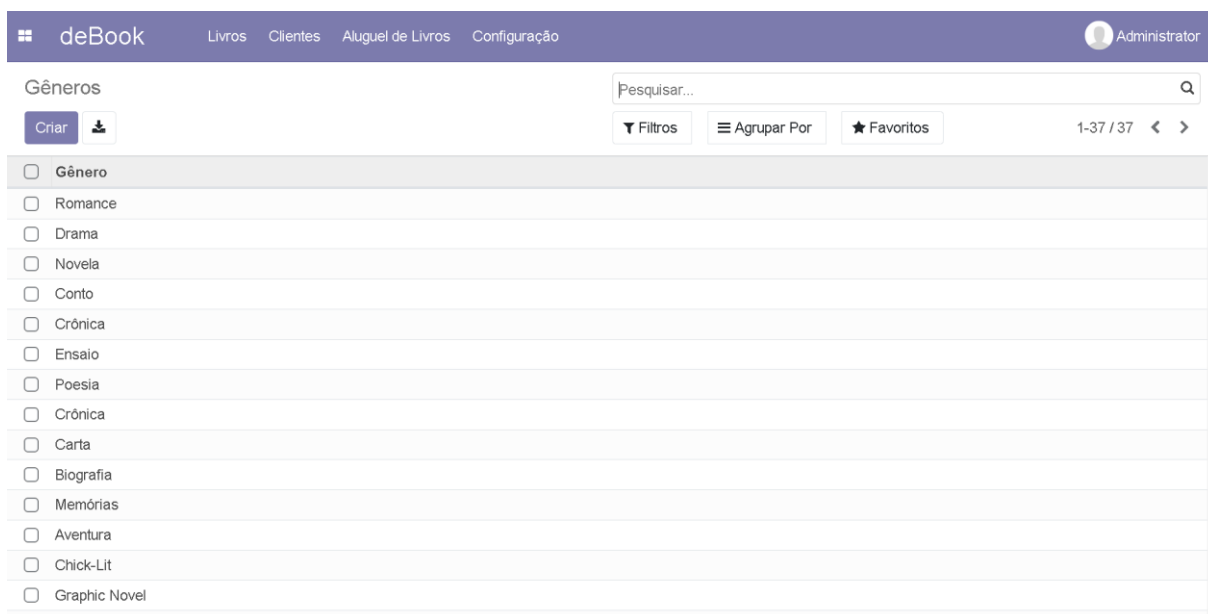 deBook Livros Clientes Aluguel de Livros Configuração Administrator
Gêneros Pesquisar...
Criar Filtros Agrupar Por Favoritos 1-37 / 37
Gênero
Romance
Drama
Novela
Conto
Crônica
Ensaio
Poesia
Crônica
Carta
Biografia
Memórias
Aventura
Chick-Lit
Graphic Novel